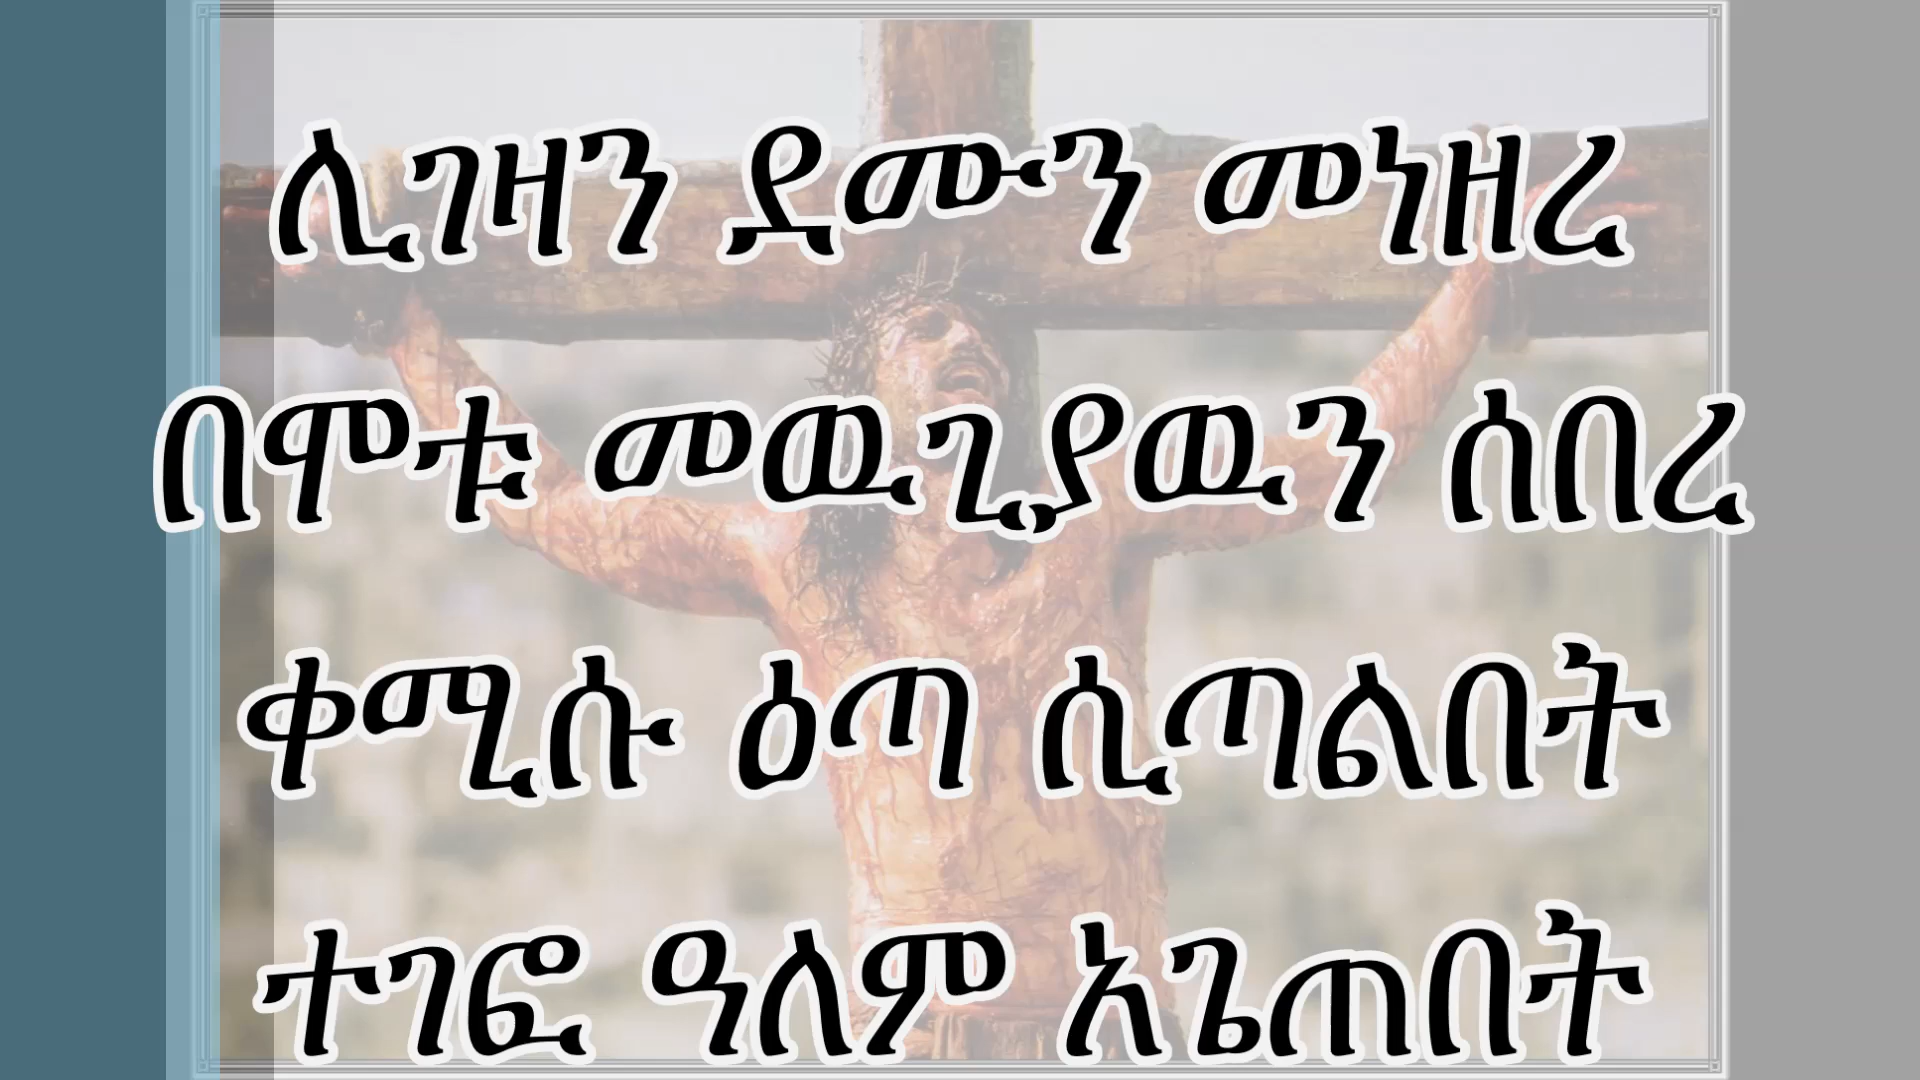 ሊገዛን ደሙን መነዘረ
በሞቱ መዉጊያዉን ሰበረ
ቀሚሱ ዕጣ ሲጣልበት
ተገፎ ዓለም አጌጠበት